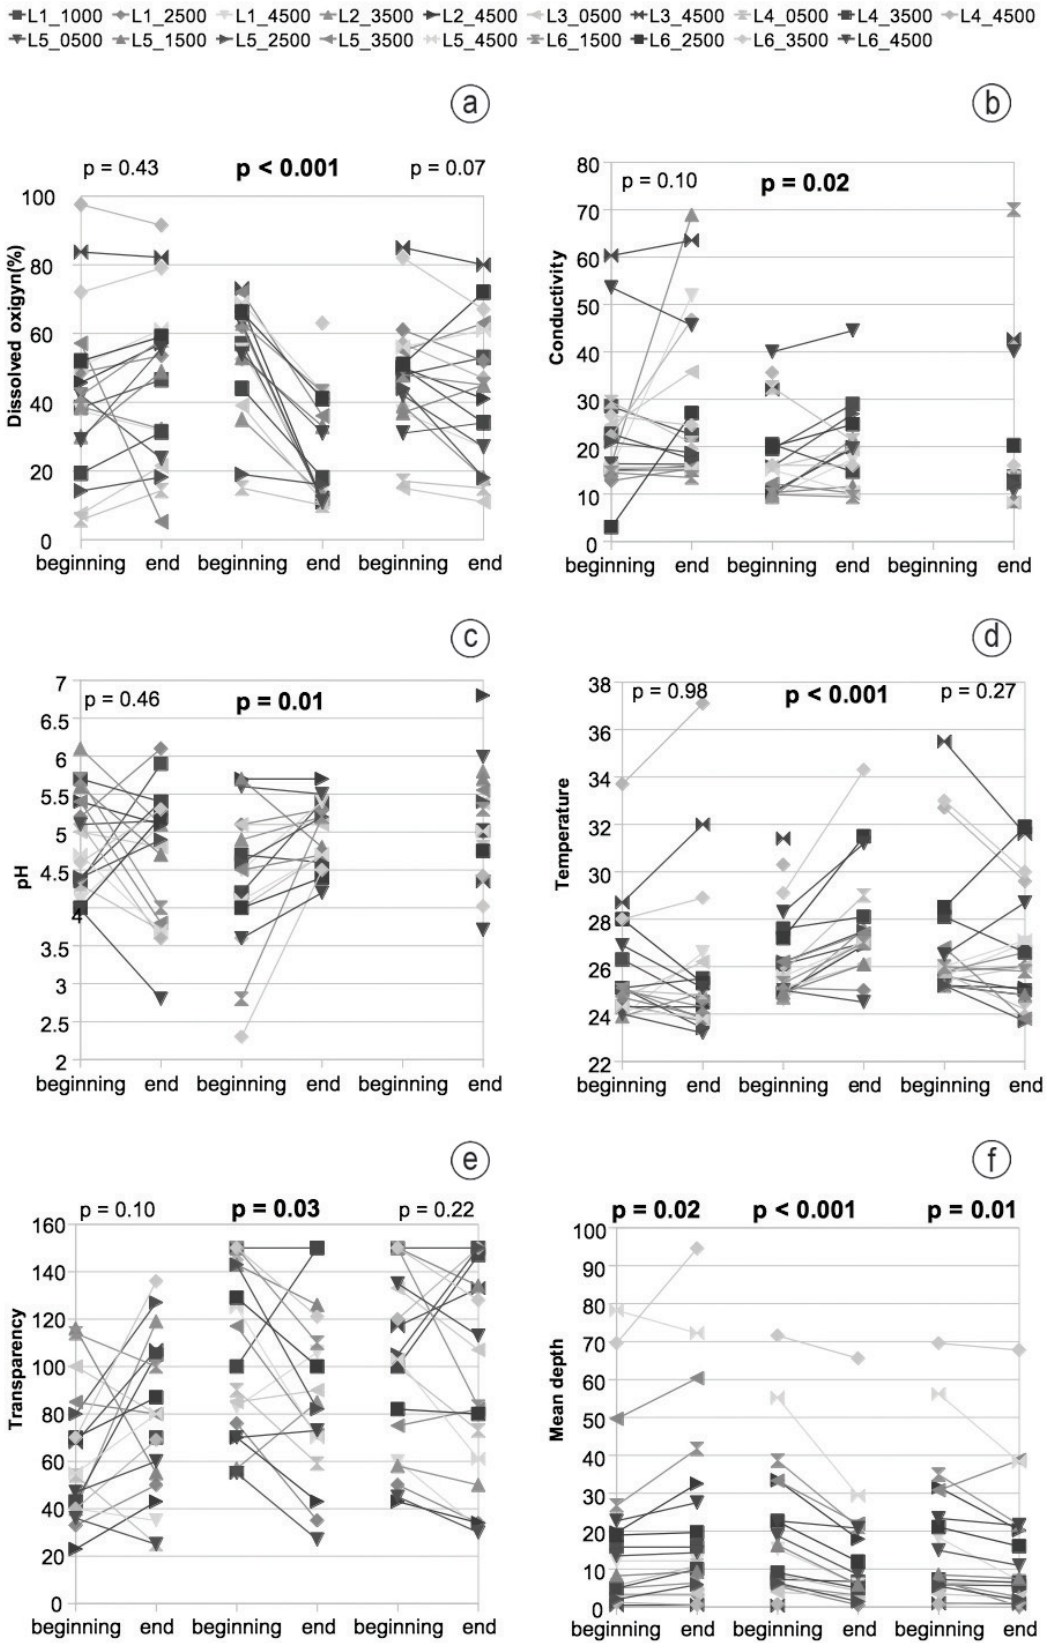 L1_1000 L1_2500 L1_4500 L2_3500 L2_4500 L3_0500 L3_4500 L4_0500 L4_3500 L4_4500
L5_0500 L5_1500 L5_2500 L5_3500 L5_4500 L6_1500 L6_2500 L6_3500 L6_4500
a
p = 0.43 p < 0.001 p = 0.07
Dissolved oxigyn(%)
100
80
60
40
20
0
beginning end beginning end beginning end
b
p = 0.10 p = 0.02
Conductivity
80
70
60
50
40
30
20
10
0
beginning end beginning end beginning end
c
p = 0.46 p = 0.01
pH
7
6.5
6
5.5
5
4.5
4
3.5
3
2.5
2
beginning end beginning end beginning end
d
p = 0.98 p < 0.001 p = 0.27
Temperature
38
36
34
32
30
28
26
24
22
beginning end beginning end beginning end
e
p = 0.10 p = 0.03 p = 0.22
Transparency
160
140
120
100
80
60
40
20
0
beginning end beginning end beginning end
f
p = 0.02 p < 0.001 p = 0.01
Mean depth
100
90
80
70
60
50
40
30
20
10
0
beginning end beginning end beginning end